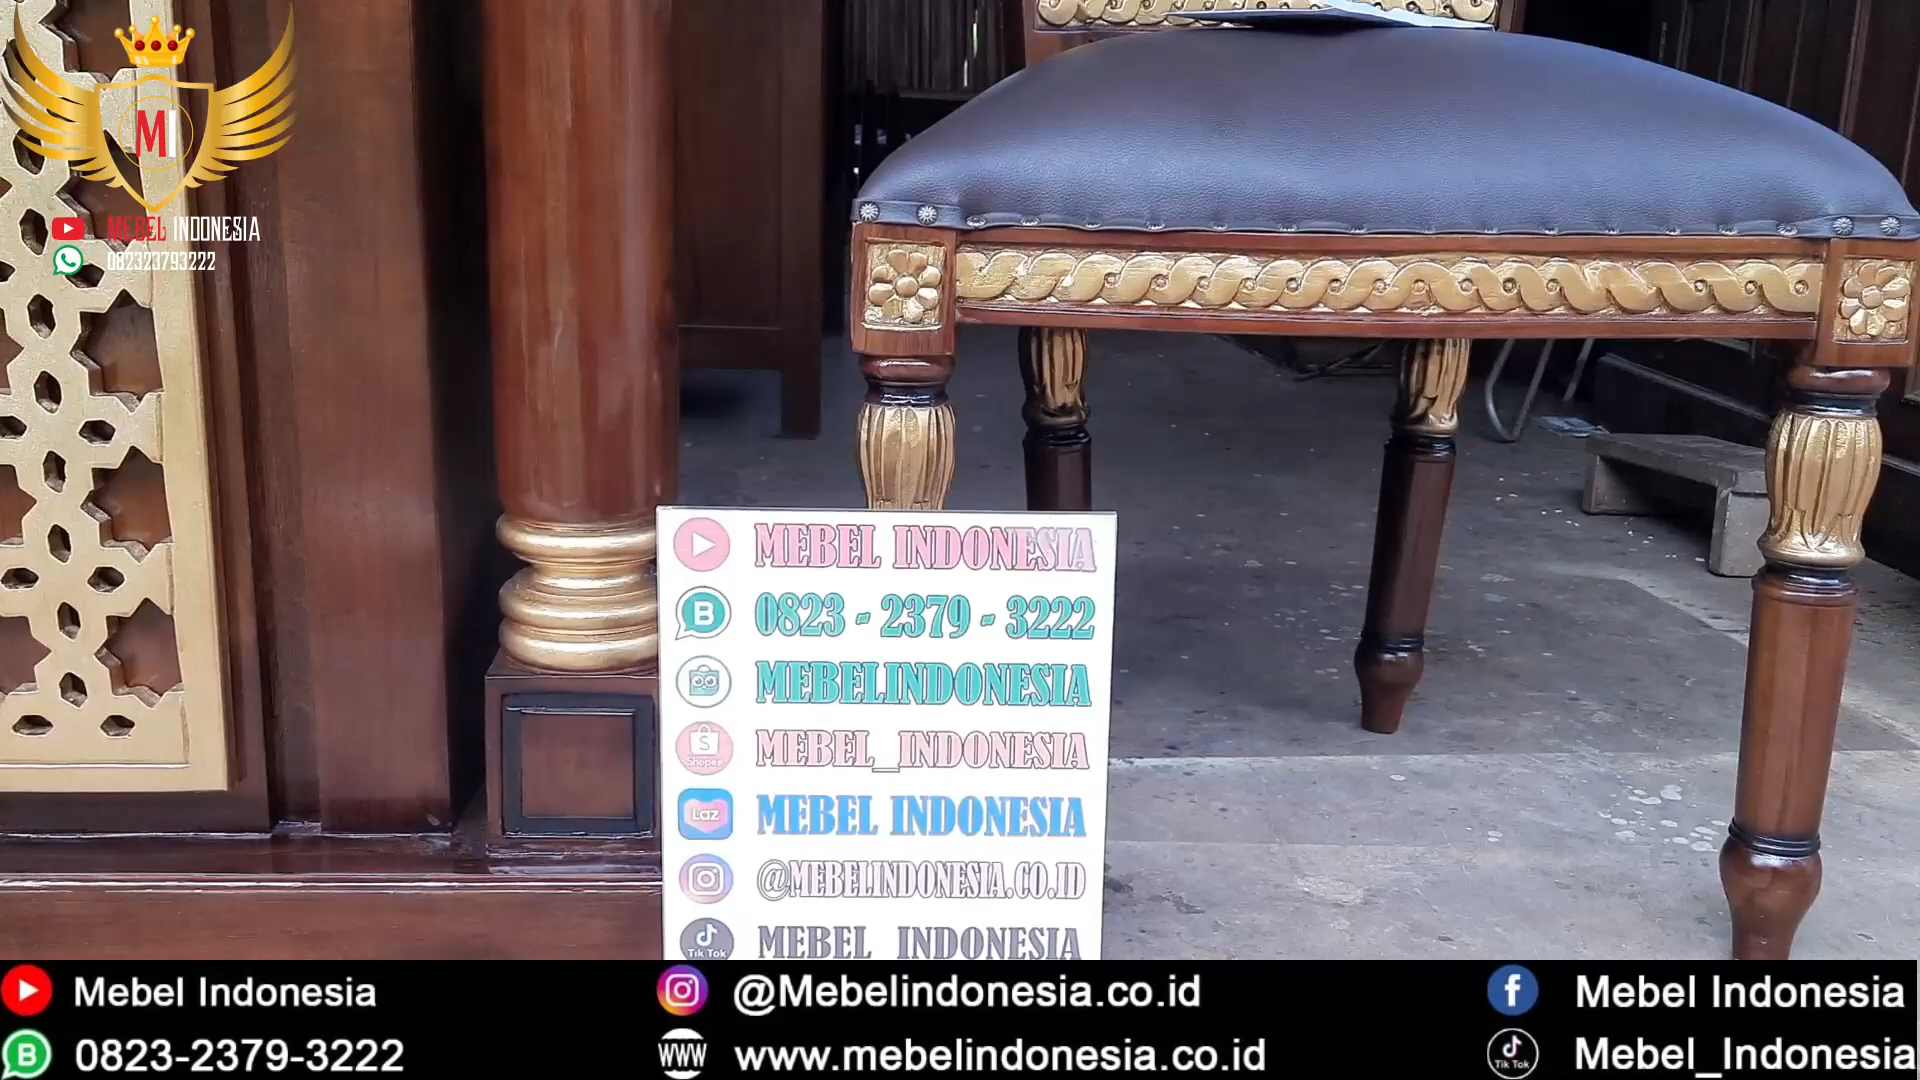 MI
MEBEL INDONESIA
082323793222
MEBEL INDONESIA
0823 - 2379 - 3222
MEBELINDONESIA
Shopee
MEBEL_INDONESIA
Laz
MEBEL INDONESIA
@MEBELINDONESIA.CO.ID
Tik Tok
MEBEL INDONESIA
Mebel Indonesia
@Mebelindonesia.co.id
Mebel Indonesia
0823-2379-3222
www
www.mebelindonesia.co.id
Tik Tok
Mebel_Indonesia